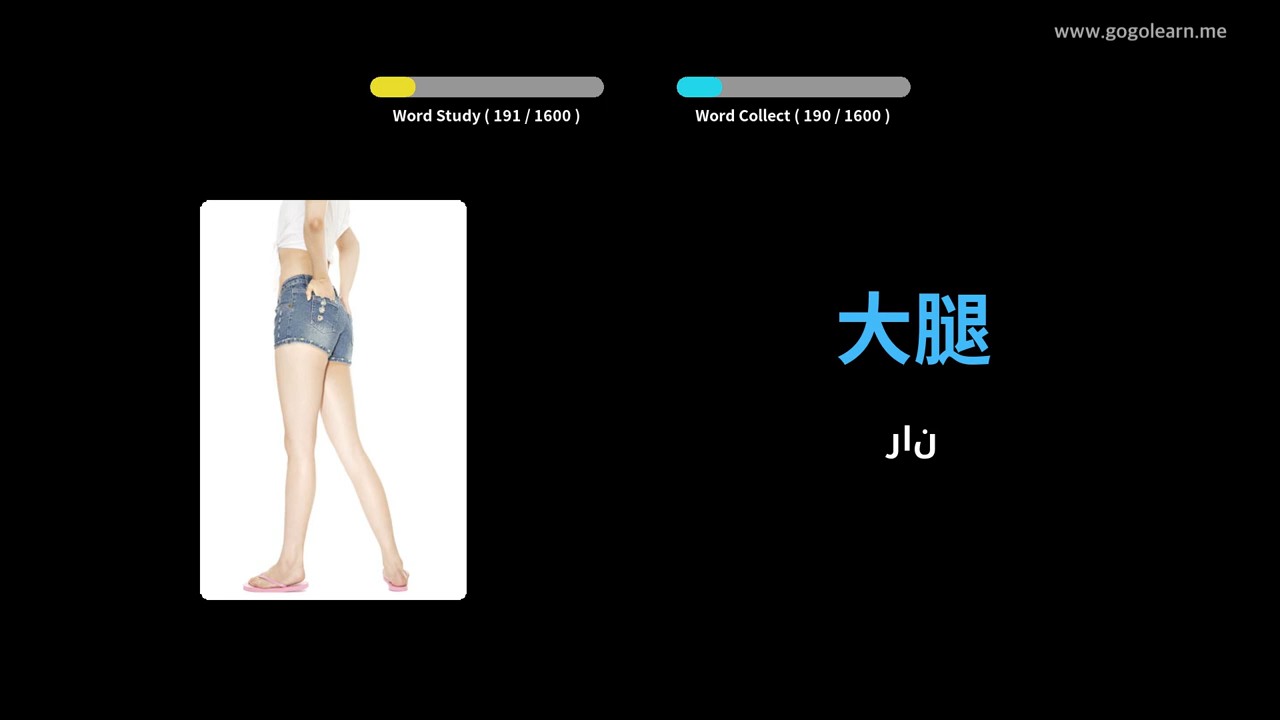 www.gogolearn.me
Word Study ( 191 / 1600 )
Word Collect ( 190 / 1600 )
大腿
ران